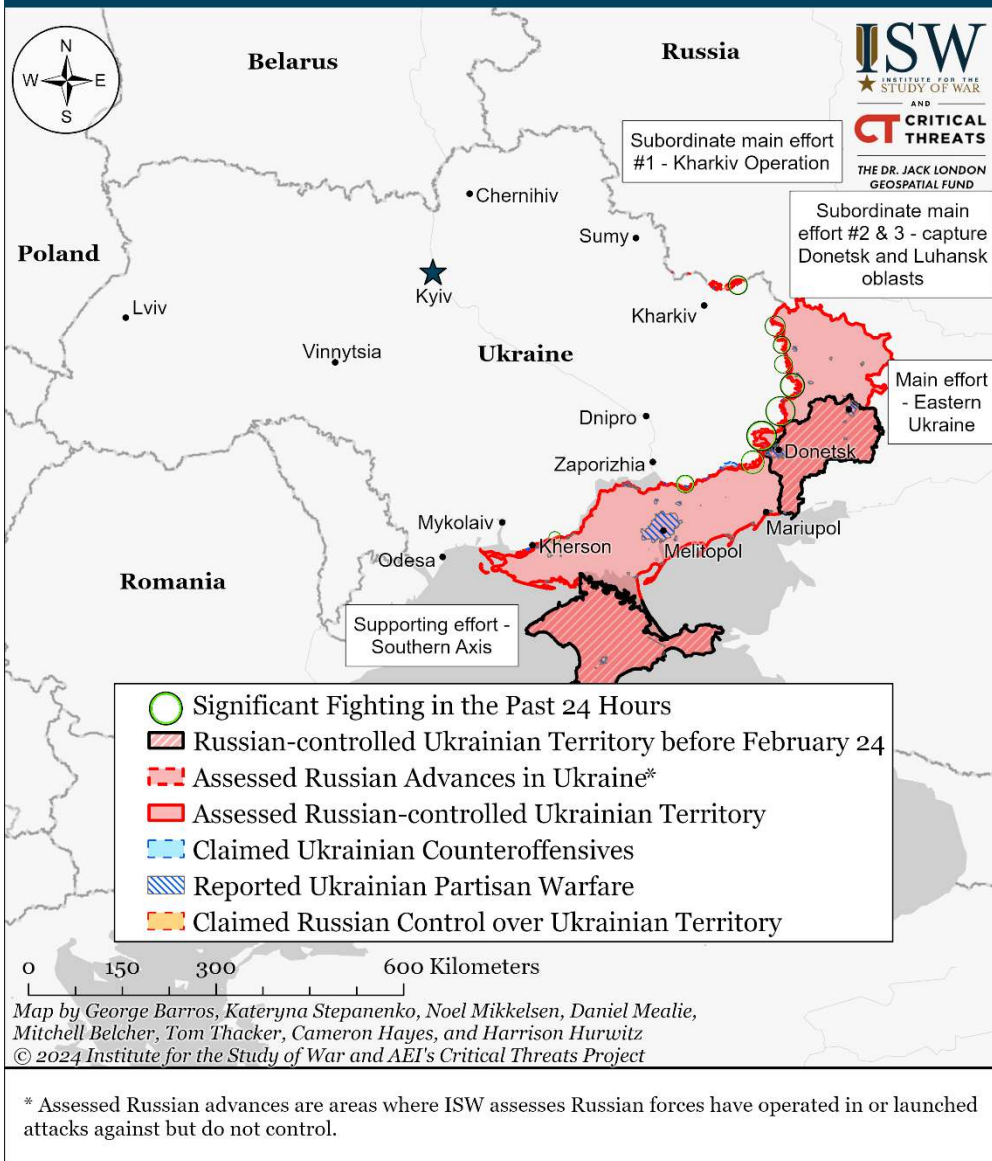 N
W
E
S
Belarus
Russia
ISW
INSTITUTE FOR THE
STUDY OF WAR
AND
CT CRITICAL
THREATS
THE DR. JACK LONDON
GEOSPATIAL FUND
Subordinate main effort
#1 - Kharkiv Operation
Subordinate main
effort #2 & 3 - capture
Donetsk and Luhansk
oblasts
Chernihiv
Sumy
Poland
Kyiv
Lviv
Kharkiv
Vinnytsia
Ukraine
Main effort
- Eastern
Ukraine
Dnipro
Donetsk
Zaporizhia
Mykolaiv
Mariupol
Kherson
Melitopol
Odesa
Romania
Supporting effort -
Southern Axis
Significant Fighting in the Past 24 Hours
Russian-controlled Ukrainian Territory before February 24
Assessed Russian Advances in Ukraine*
Assessed Russian-controlled Ukrainian Territory
Claimed Ukrainian Counteroffensives
Reported Ukrainian Partisan Warfare
Claimed Russian Control over Ukrainian Territory
0 150 300 600 Kilometers
Map by George Barros, Kateryna Stepanenko, Noel Mikkelsen, Daniel Mealie,
Mitchell Belcher, Tom Thacker, Cameron Hayes, and Harrison Hurwitz
© 2024 Institute for the Study of War and AEI's Critical Threats Project
* Assessed Russian advances are areas where ISW assesses Russian forces have operated in or launched
attacks against but do not control.